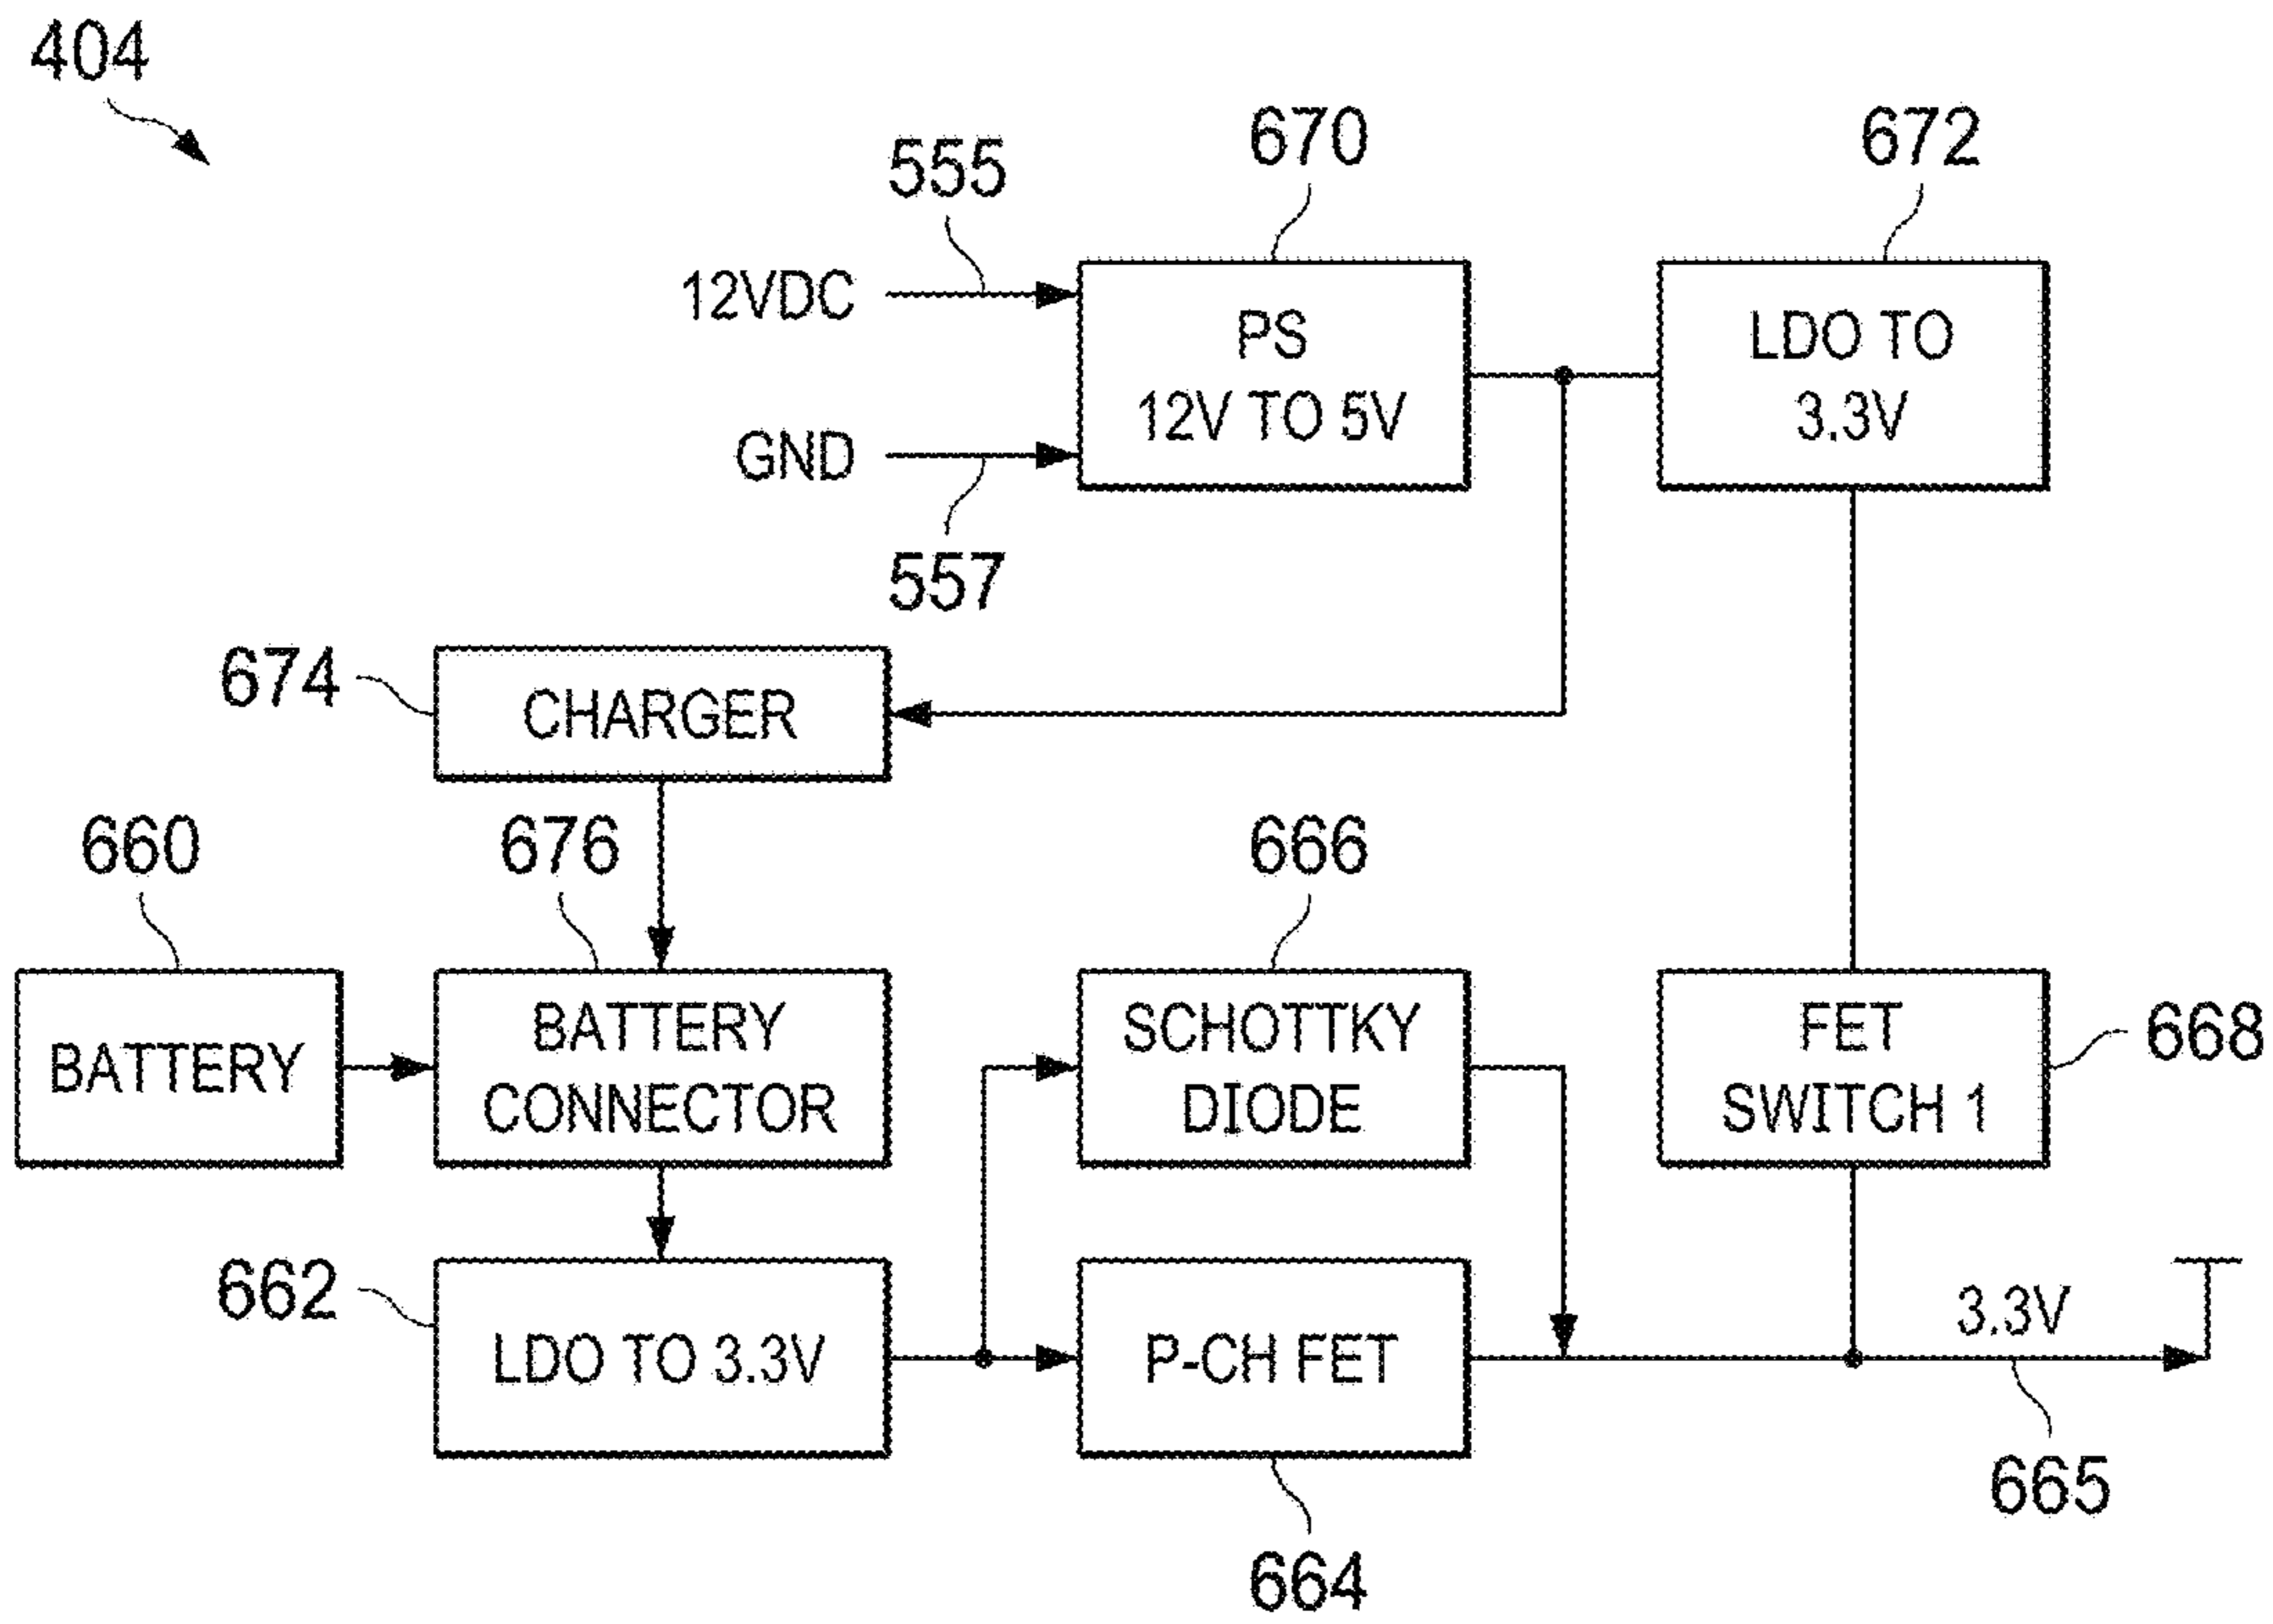 404
670
672
555
12VDC
PS
12V TO 5V
LDO TO
3.3V
GND
557
674
CHARGER
660
676
666
BATTERY
BATTERY
CONNECTOR
SCHOTTKY
DIODE
FET
SWITCH 1
668
662
LDO TO 3.3V
P-CH FET
3.3V
665
664